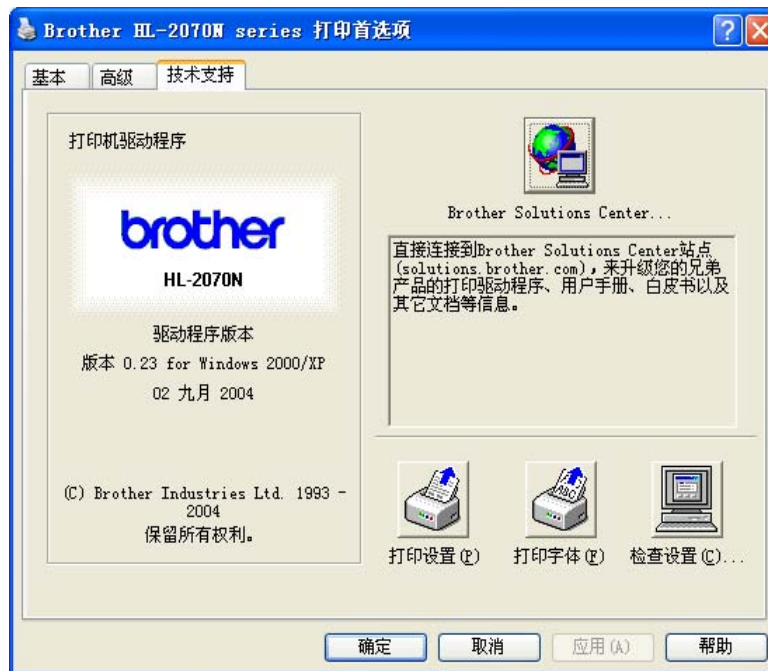 Brother HL-2070N series 打印首选项
基本
高级
技术支持
打印机驱动程序
brother
HL-2070N
驱动程序版本
版本 0.23 for Windows 2000/XP
02 九月 2004
(C) Brother Industries Ltd. 1993 -
2004
保留所有权利。
Brother Solutions Center...
直接连接到Brother Solutions Center站点
(solutions.brother.com),来升级您的兄弟
产品的打印驱动程序、用户手册、白皮书以及
其它文档等信息。
打印设置(P)
打印字体(F)
检查设置(C)...
确定
取消
应用(A)
帮助